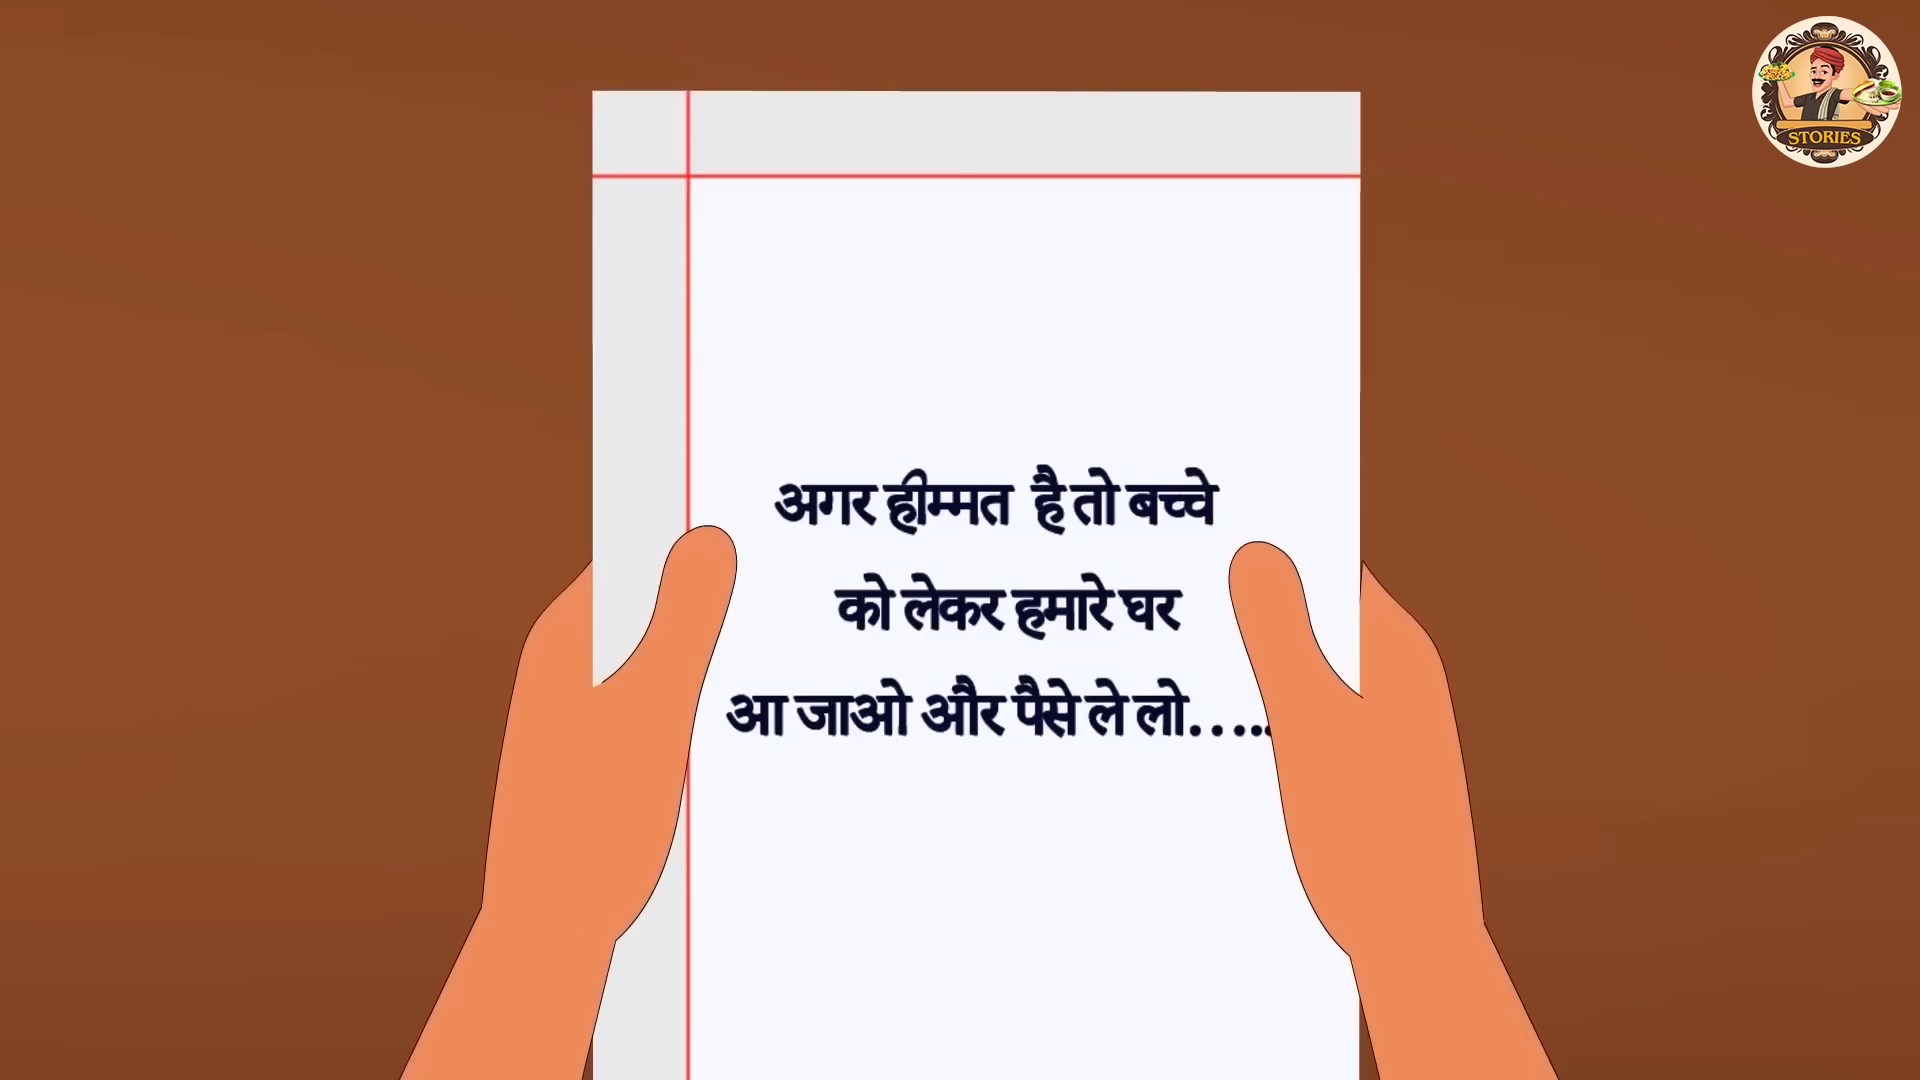 STORIES
अगर हीम्मत है तो बच्चे
को लेकर हमारे घर
आ जाओ और पैसे ले लो.....